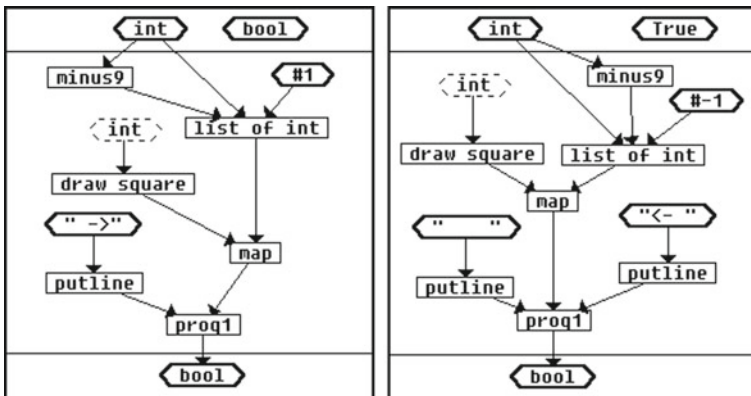 int bool
minus9 #1
int list of int
draw square
" ->" map
putline
prog1
bool
int True
minus9
int #-1
draw square list of int
map
"     " "<- "
putline putline
prog1
bool